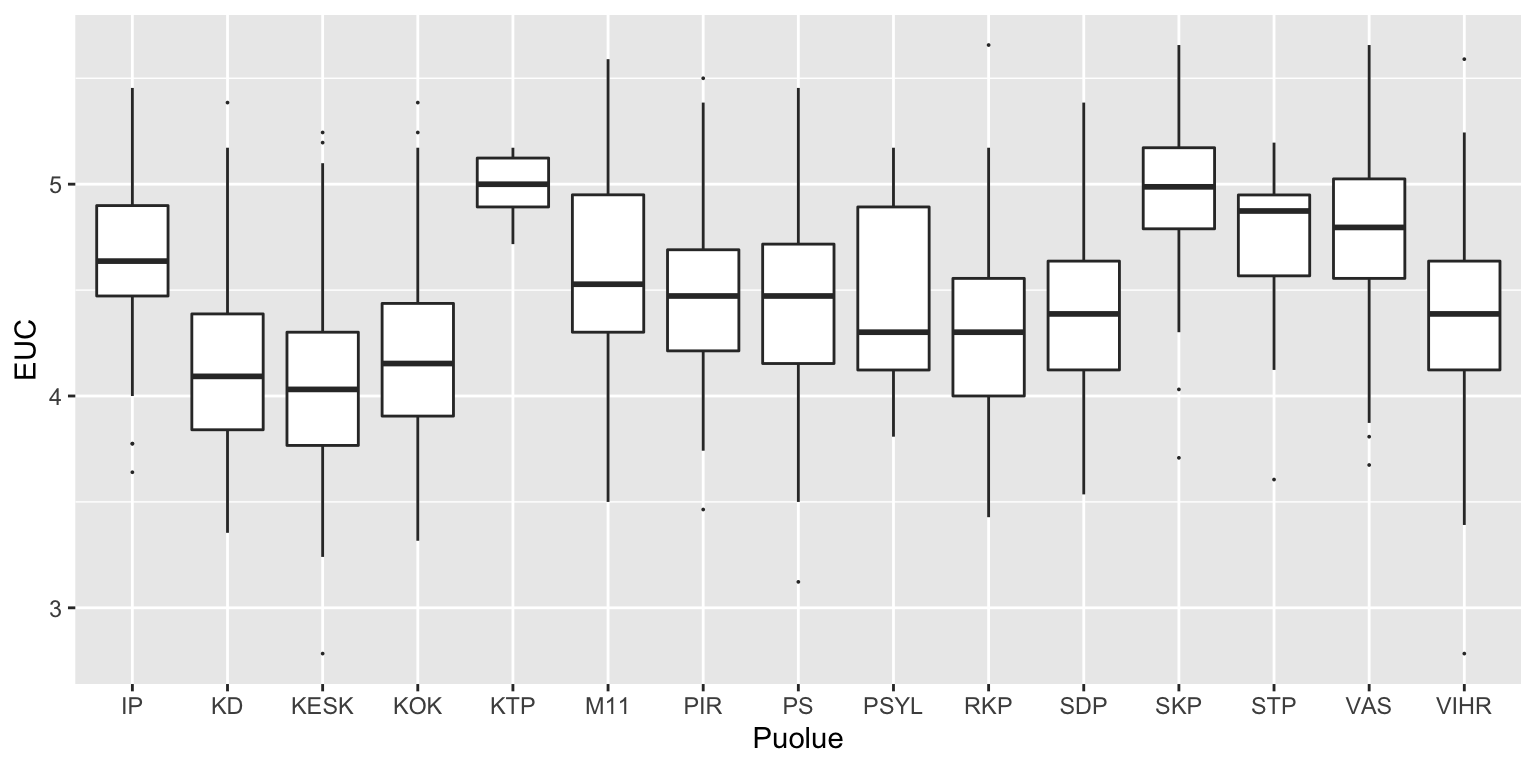 EUC
5
4
3
IP KD KESK KOK KTP M11 PIR PS PSYL RKP SDP SKP STP VAS VIHR
Puolue